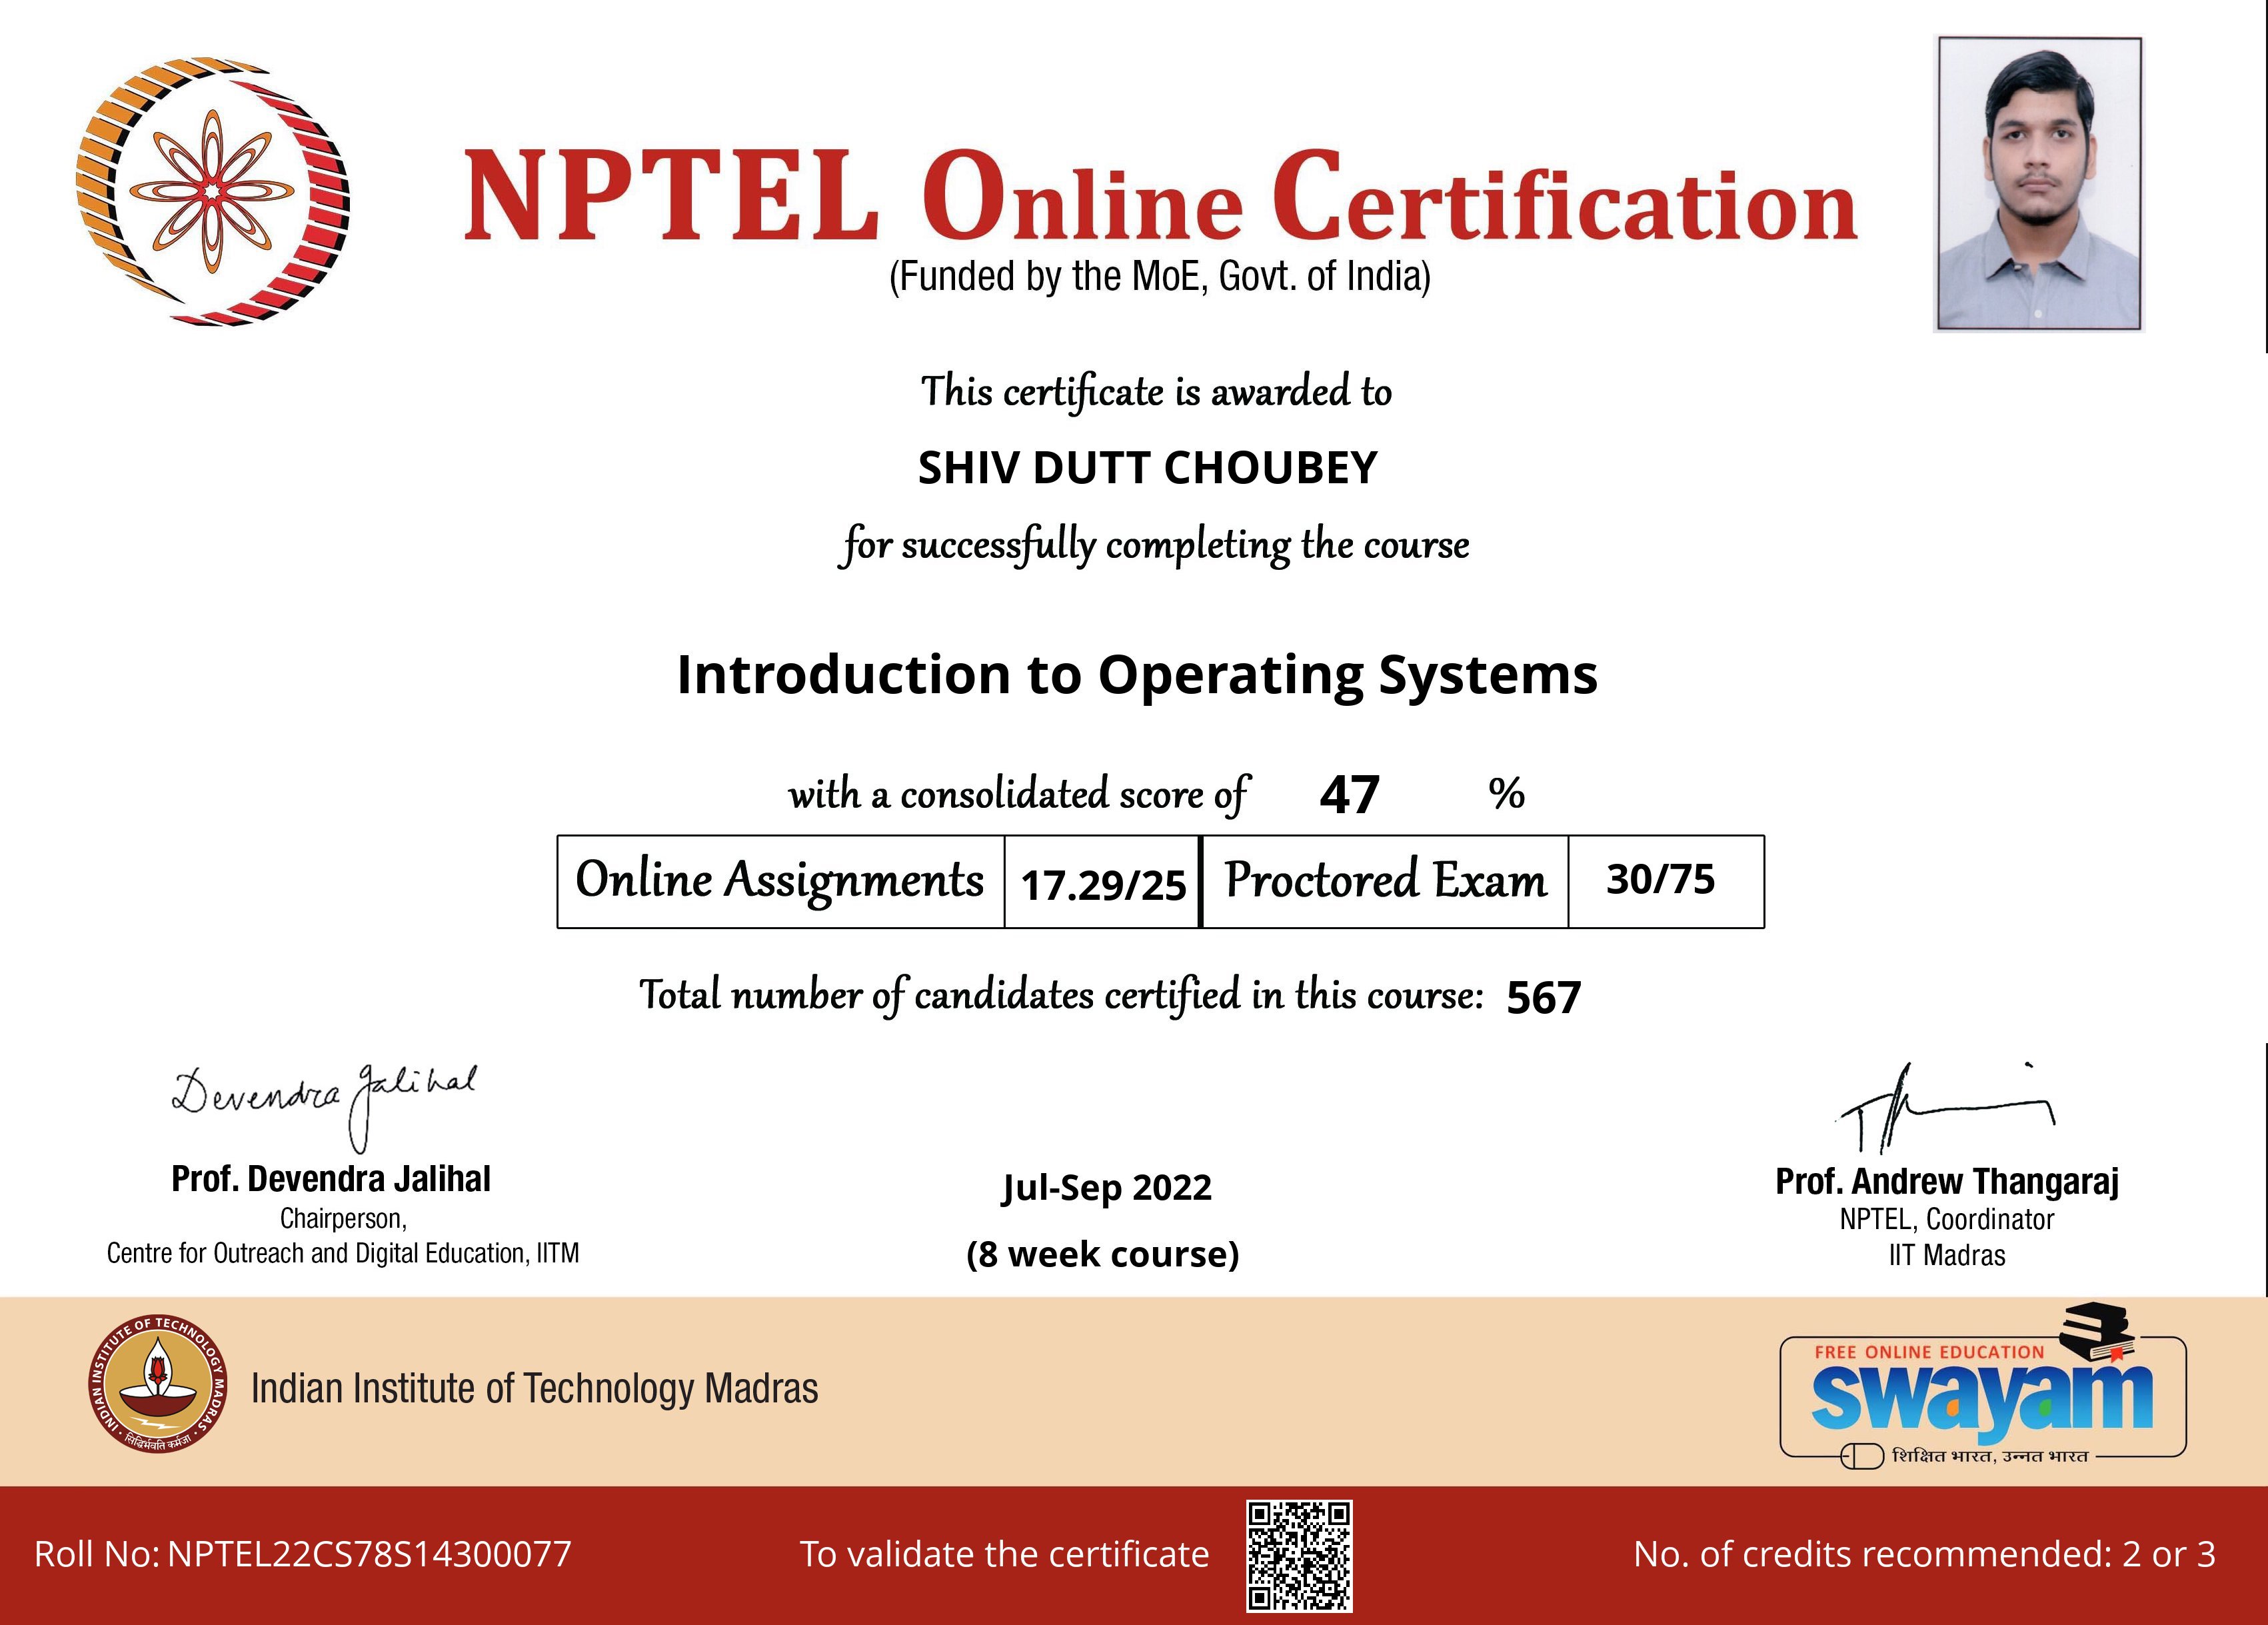 NPTEL Online Certification
(Funded by the MoE, Govt. of India)
This certificate is awarded to
SHIV DUTT CHOUBEY
for successfully completing the course
Introduction to Operating Systems
with a consolidated score of 47 %
Online Assignments 17.29/25 Proctored Exam 30/75
Total number of candidates certified in this course: 567
Devendra Jalihal
Prof. Devendra Jalihal
Chairperson,
Centre for Outreach and Digital Education, IITM
Jul-Sep 2022
(8 week course)
Prof. Andrew Thangaraj
NPTEL, Coordinator
IIT Madras
INDIAN INSTITUTE OF TECHNOLOGY MADRAS
सिद्धिर्भवति कर्मजा
Indian Institute of Technology Madras
FREE ONLINE EDUCATION
swayam
शिक्षित भारत, उन्नत भारत
Roll No: NPTEL22CS78S14300077
To validate the certificate
No. of credits recommended: 2 or 3